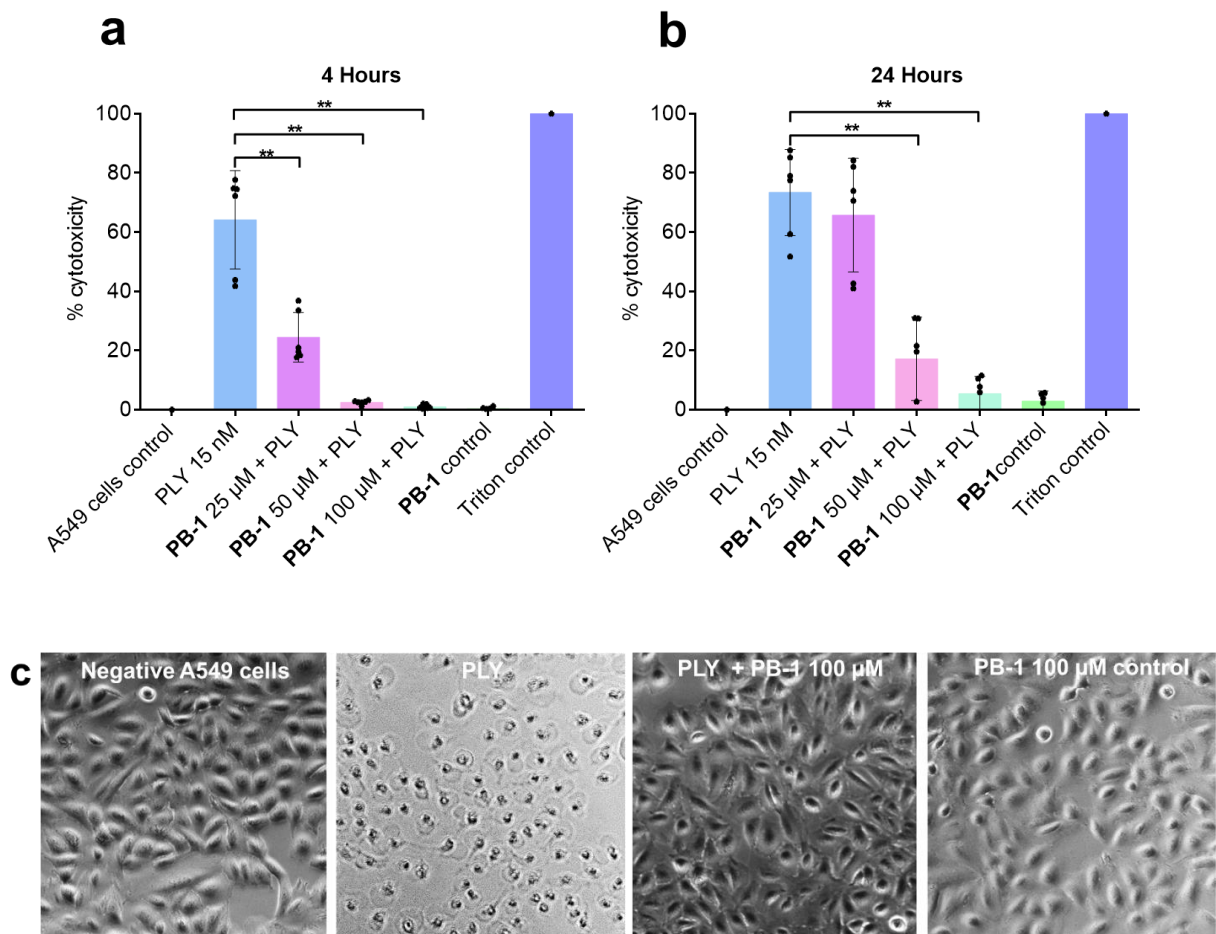 a
4 Hours
% cytotoxicity
100
80
60
40
20
0
**
**
**
A549 cells control
PLY 15 nM
PB-1 25 µM + PLY
PB-1 50 µM + PLY
PB-1 100 µM + PLY
PB-1 control
Triton control
b
24 Hours
% cytotoxicity
100
80
60
40
20
0
**
**
A549 cells control
PLY 15 nM
PB-1 25 µM + PLY
PB-1 50 µM + PLY
PB-1 100 µM + PLY
PB-1control
Triton control
c
Negative A549 cells
PLY
PLY + PB-1 100 µM
PB-1 100 µM control